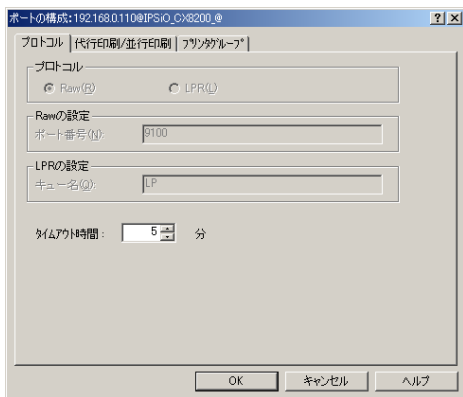 ポートの構成:192.168.0.110@IPSiO_CX8200_@
プロトコル 代行印刷/並行印刷 プリンタグループ
プロトコル
Raw(R) LPR(L)
Rawの設定
ポート番号(N): 9100
LPRの設定
キュー名(Q): LP
タイムアウト時間: 5 分
OK キャンセル ヘルプ